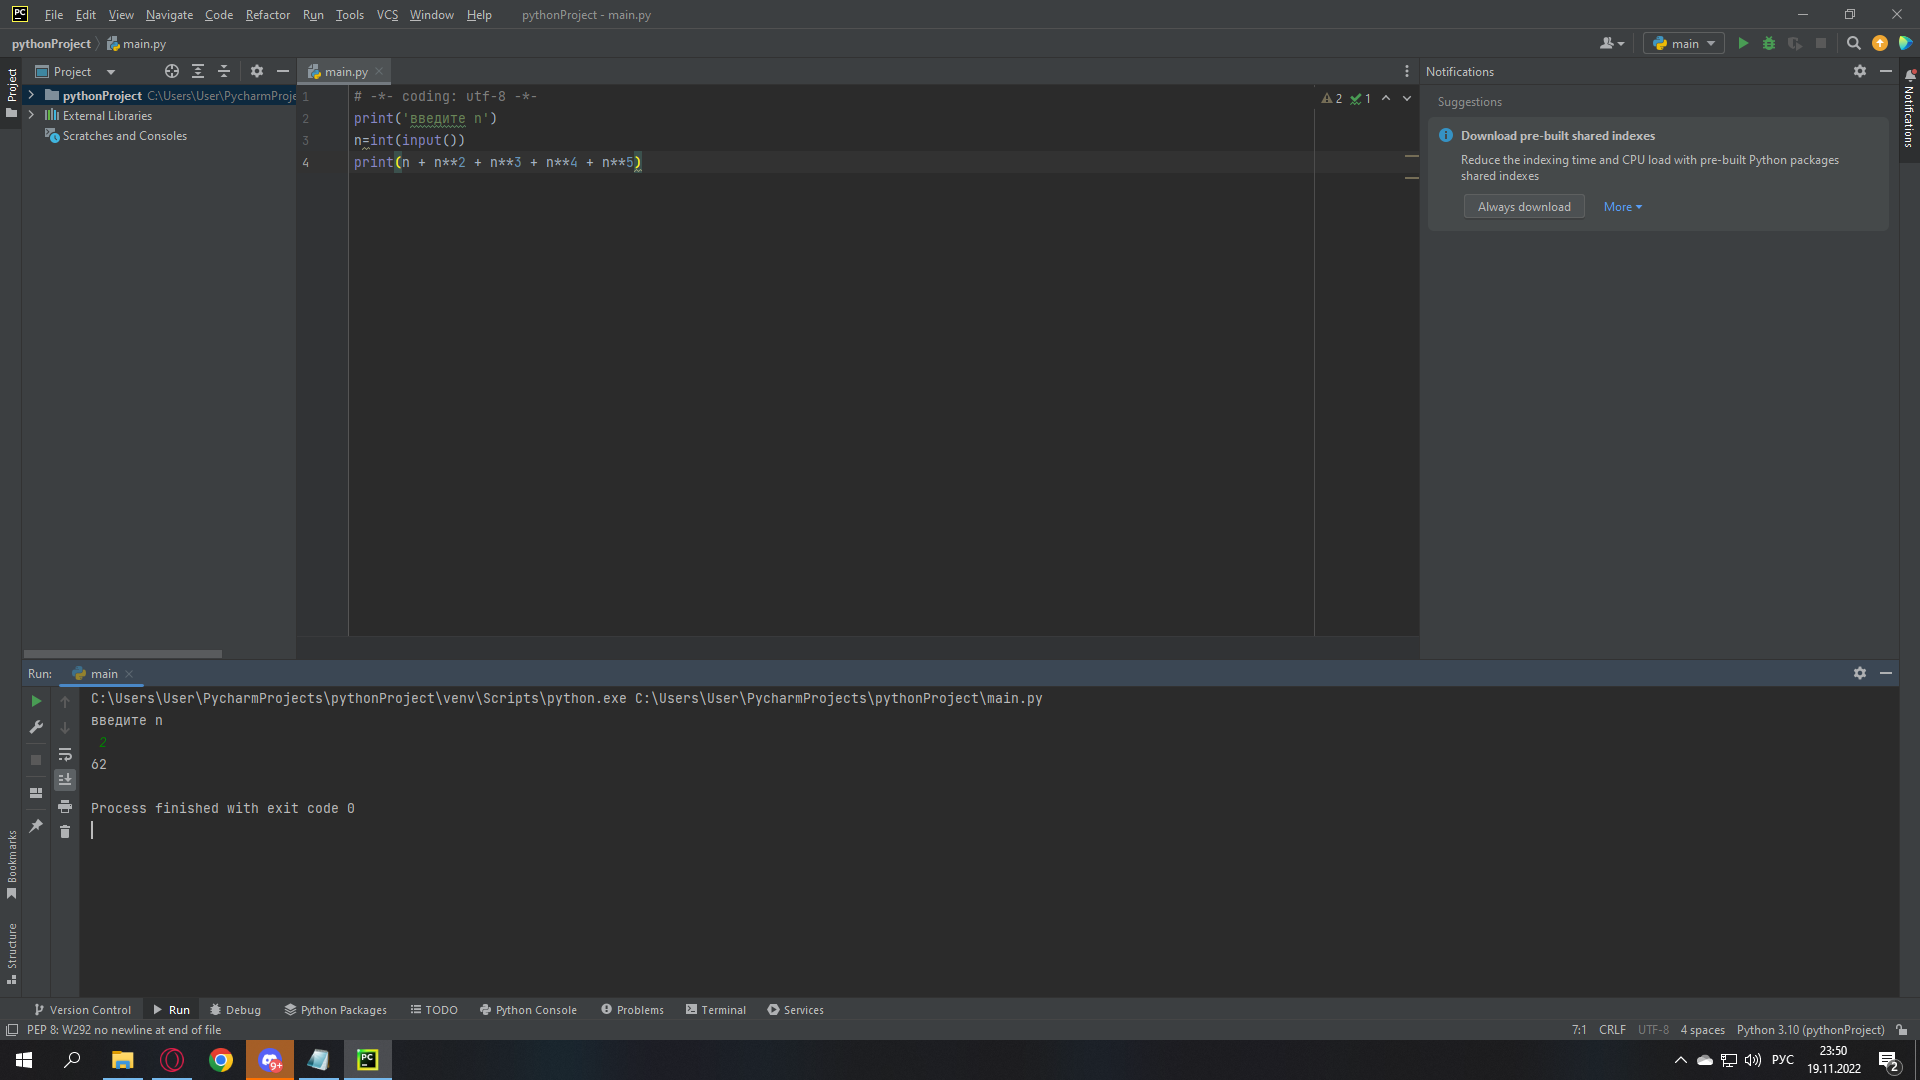 PC File Edit View Navigate Code Refactor Run Tools VCS Window Help pythonProject - main.py
pythonProject main.py main
Project main.py Notifications
pythonProject C:\Users\User\PycharmProje
External Libraries
Scratches and Consoles
Project
1 # -*- coding: utf-8 -*-
2 print('введите n')
3 n=int(input())
4 print(n + n**2 + n**3 + n**4 + n**5)
2 1
Suggestions
Download pre-built shared indexes
Reduce the indexing time and CPU load with pre-built Python packages
shared indexes
Always download More
Notifications
Run: main
C:\Users\User\PycharmProjects\pythonProject\venv\Scripts\python.exe C:\Users\User\PycharmProjects\pythonProject\main.py
введите n
2
62
Process finished with exit code 0
Bookmarks
Structure
Version Control Run Debug Python Packages TODO Python Console Problems Terminal Services
PEP 8: W292 no newline at end of file 7:1 CRLF UTF-8 4 spaces Python 3.10 (pythonProject)
9+ PC РУС 23:50
19.11.2022 2